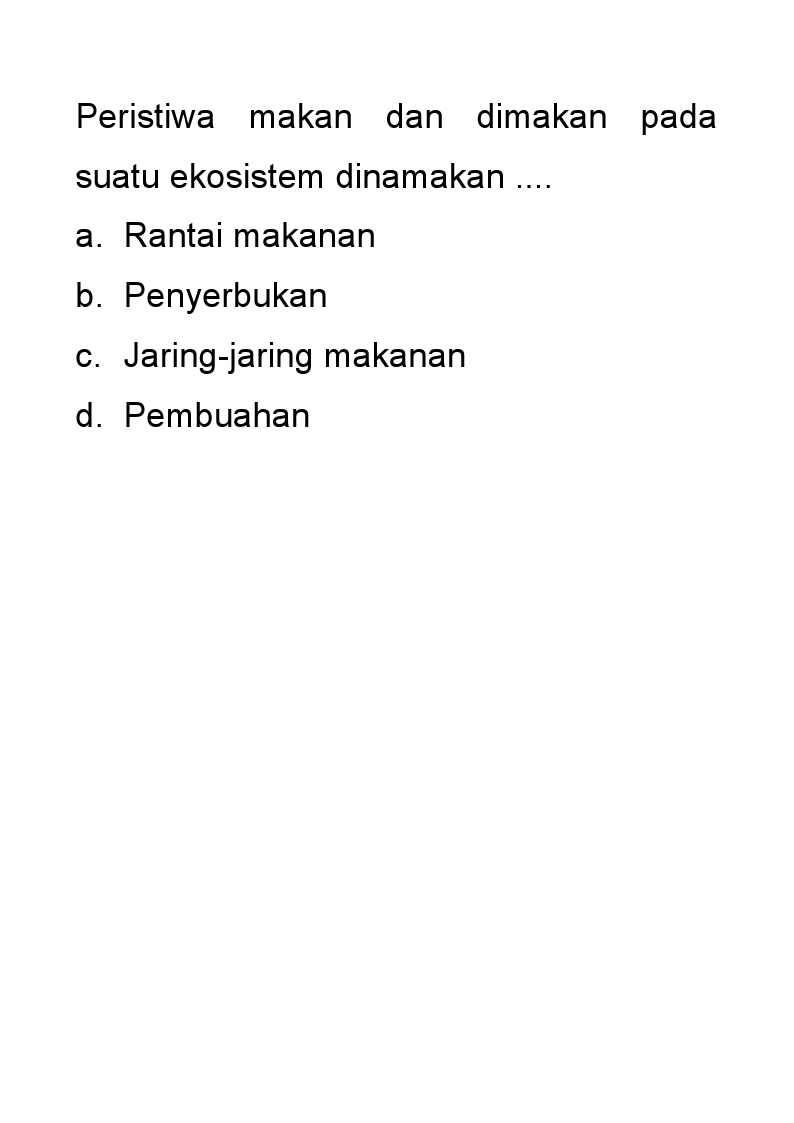 Peristiwa makan dan dimakan pada
suatu ekosistem dinamakan ....
a. Rantai makanan
b. Penyerbukan
c. Jaring-jaring makanan
d. Pembuahan